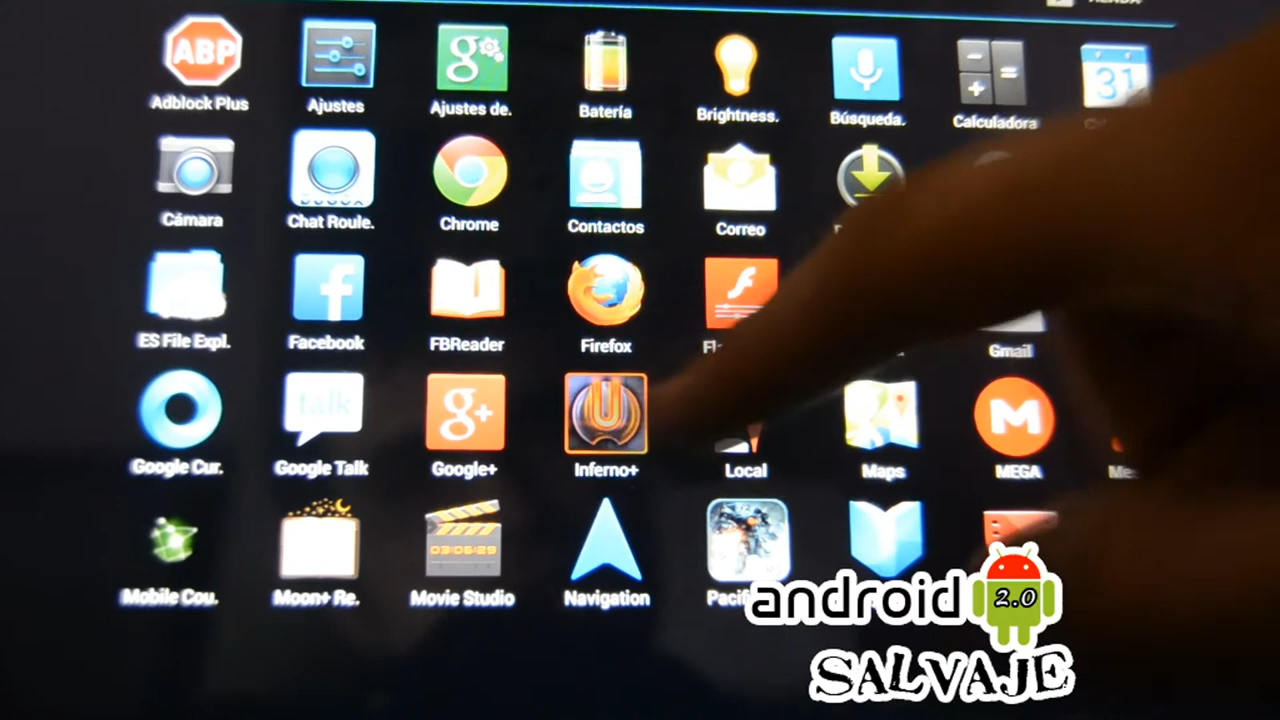 ABP
31
Adblock Plus
Ajustes
Ajustes de.
Batería
Brightness.
Búsqueda.
Calculadora
Cámara
Chat Roule.
Chrome
Contactos
Correo
ES File Expl.
Facebook
FBReader
Firefox
Gmail
talk
g+
M
Google Cur.
Google Talk
Google+
Inferno+
Local
Maps
MEGA
03:06:29
Mobile Cou.
Moon+ Re.
Movie Studio
Navigation
android
2.0
SALVAJE